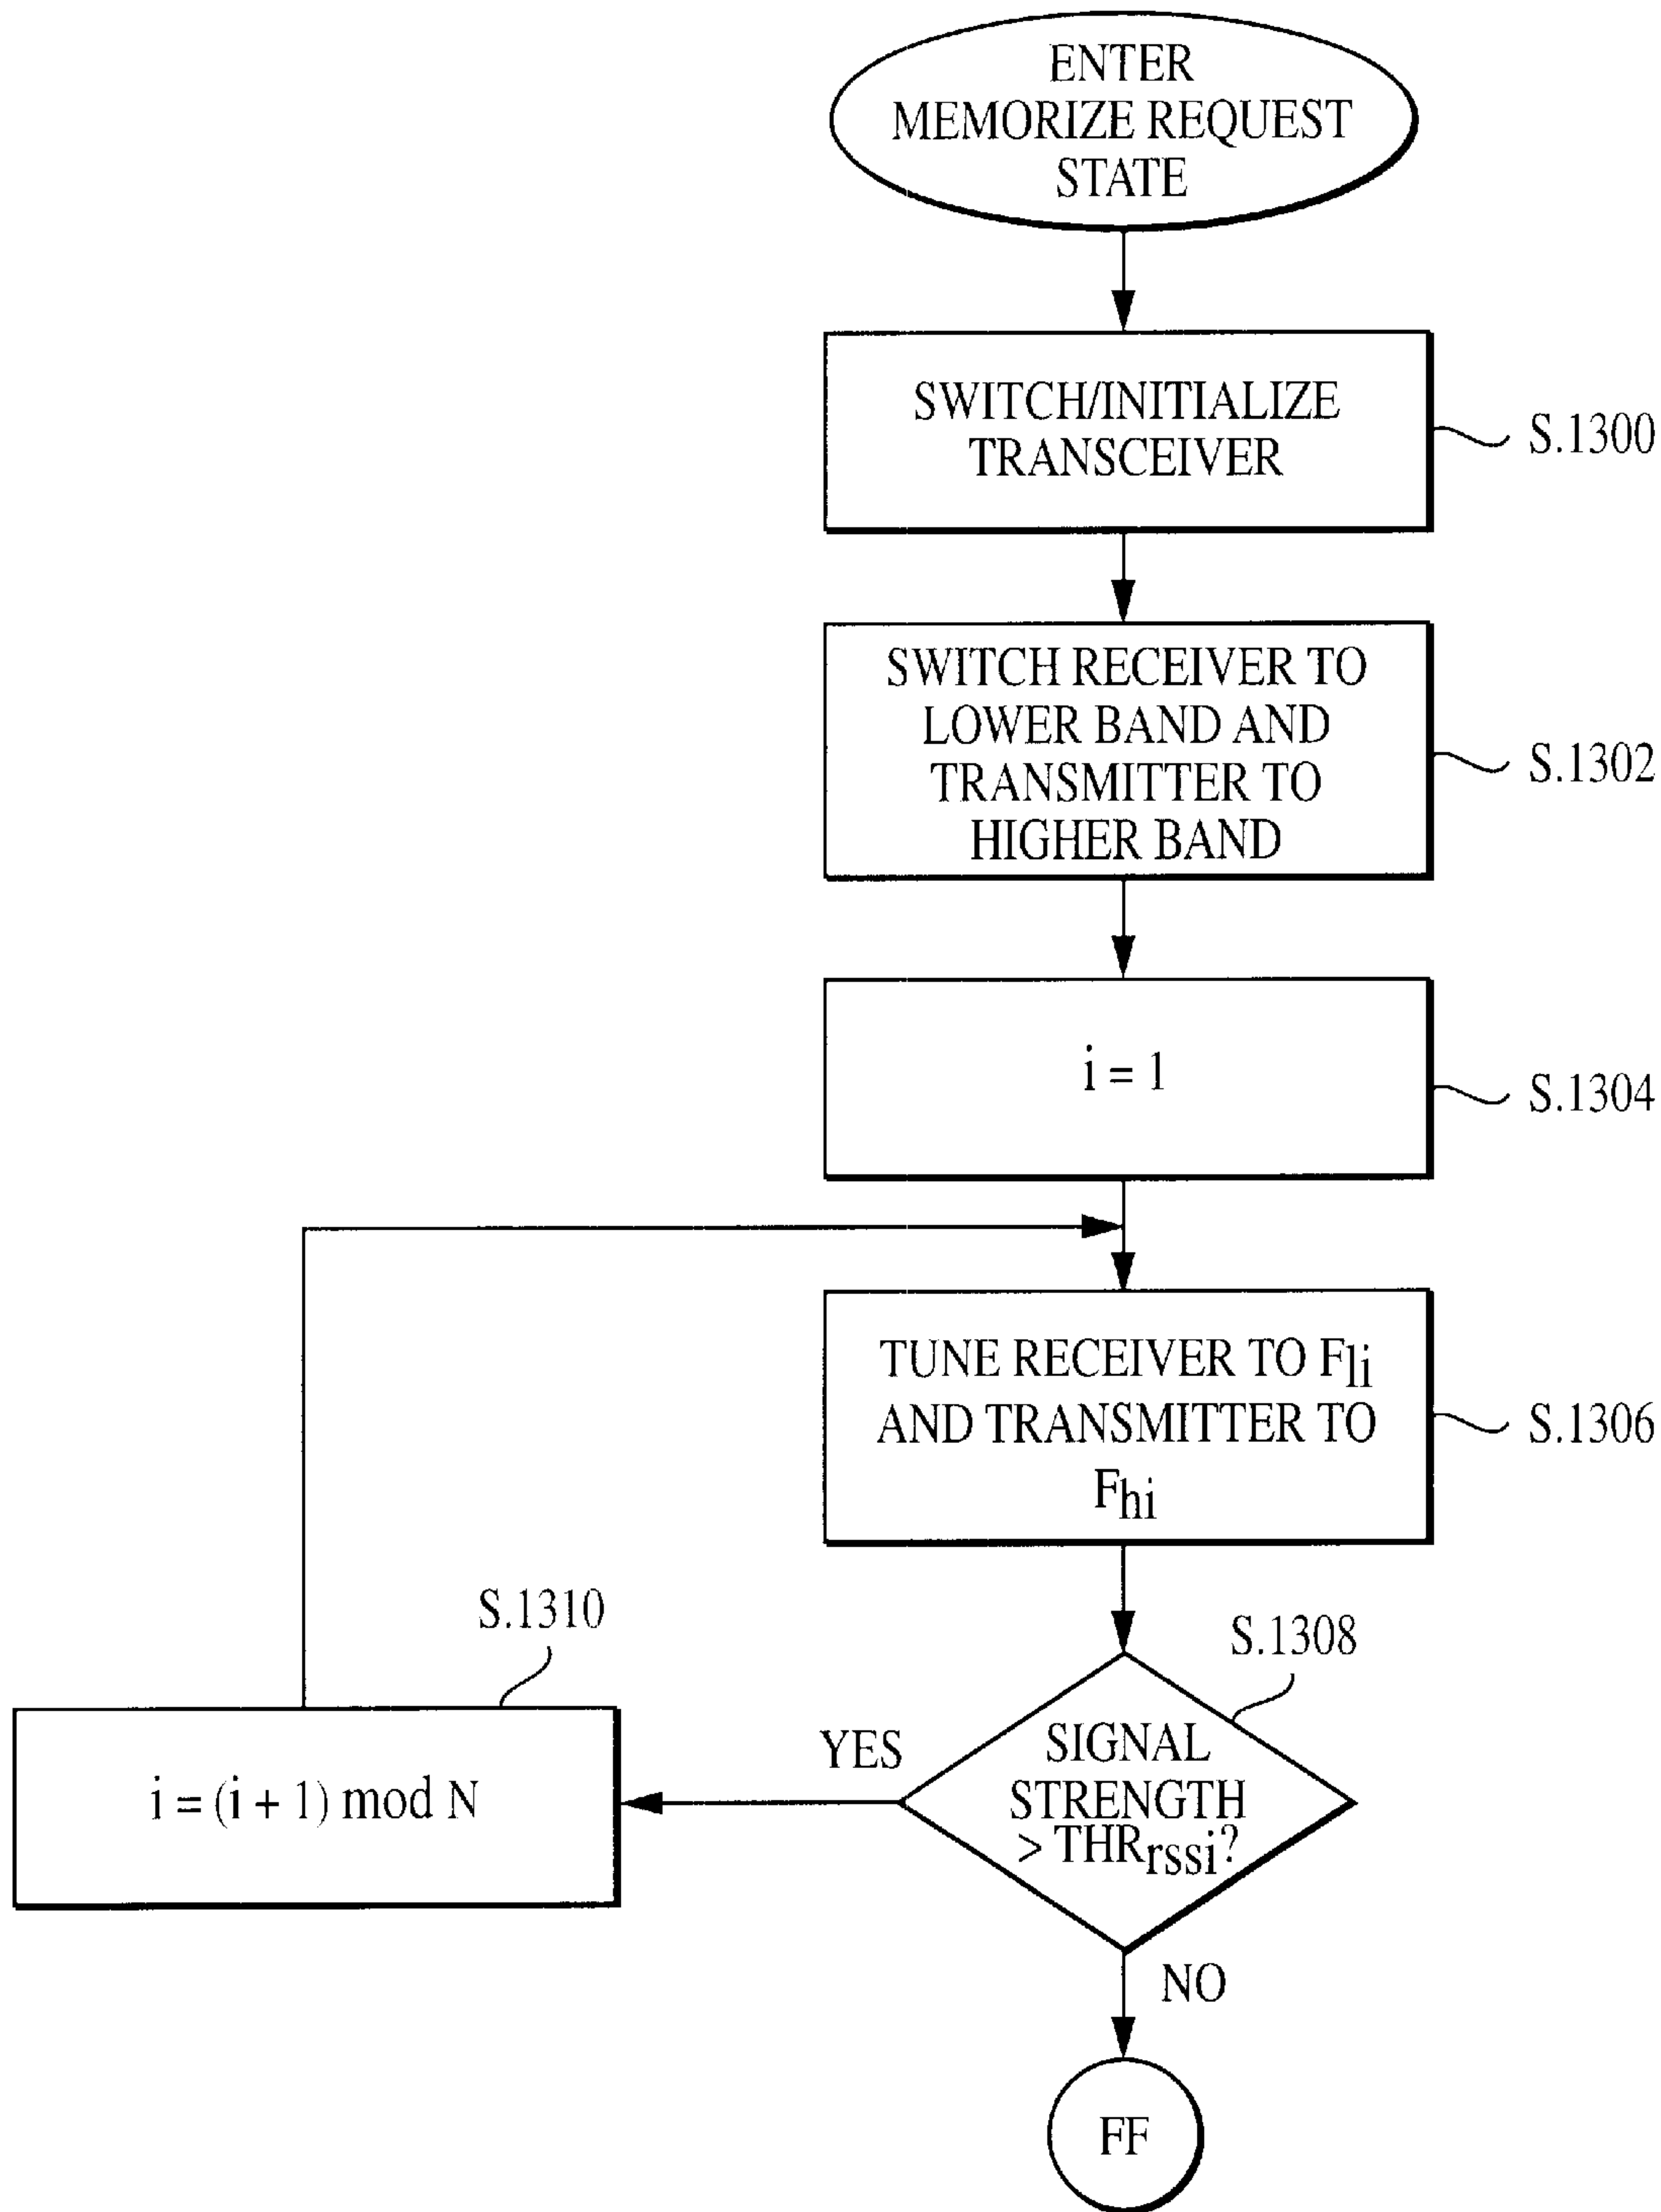 ENTER
MEMORIZE REQUEST
STATE
SWITCH/INITIALIZE
TRANSCEIVER
S.1300
SWITCH RECEIVER TO
LOWER BAND AND
TRANSMITTER TO
HIGHER BAND
S.1302
i = 1
S.1304
TUNE RECEIVER TO Fli
AND TRANSMITTER TO
Fhi
S.1306
S.1310
i = (i + 1) mod N
YES
S.1308
SIGNAL
STRENGTH
> THRrssi?
NO
FF